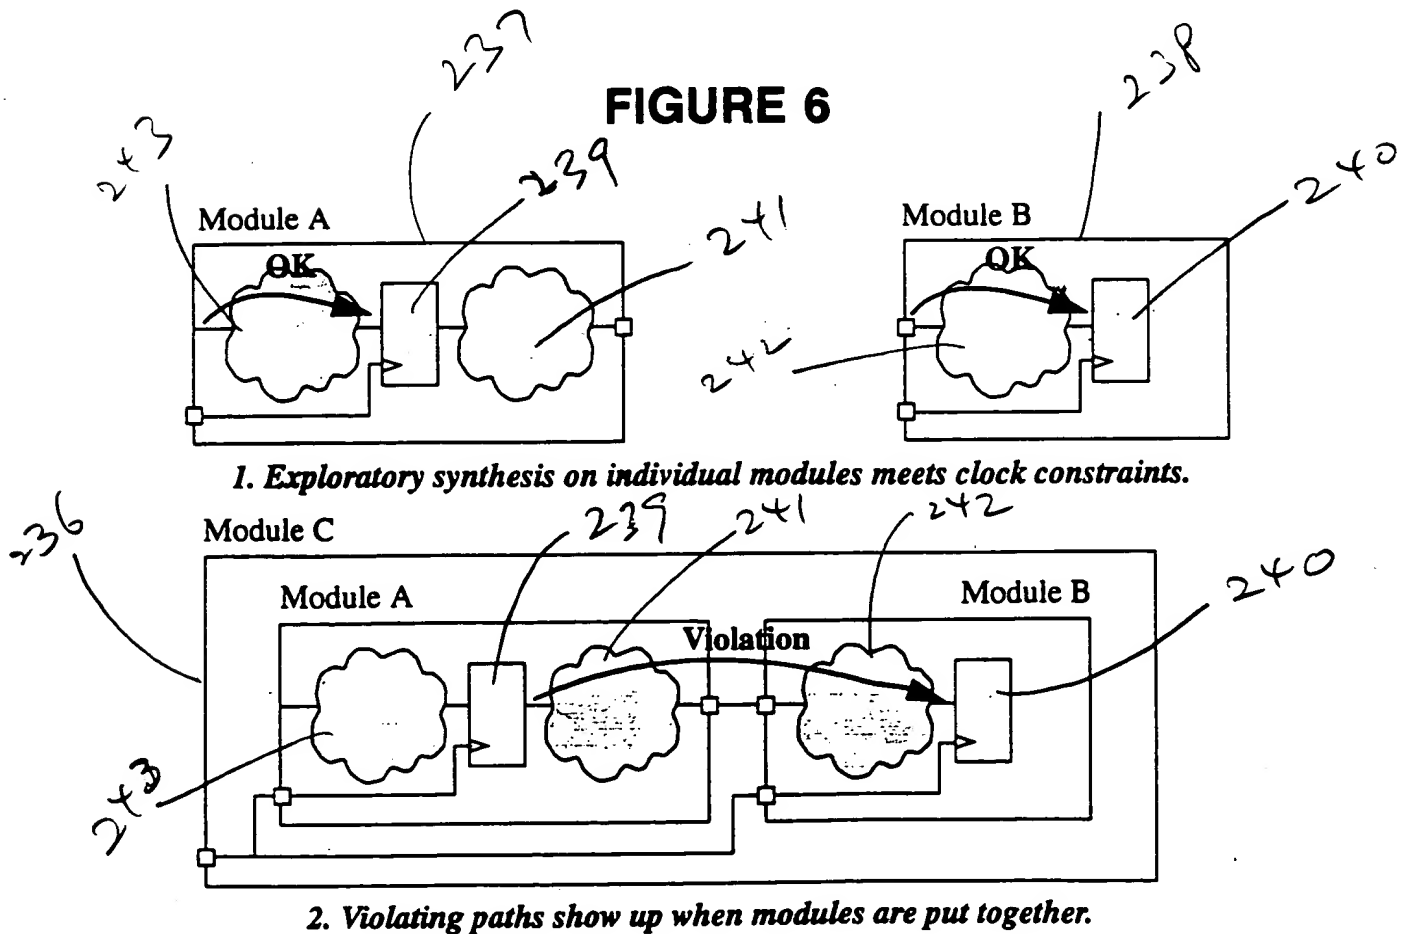 237
238
FIGURE 6
243
239
240
Module A
Module B
241
OK
OK
242
1. Exploratory synthesis on individual modules meets clock constraints.
236
Module C
239
241
242
240
Module A
Module B
Violation
243
2. Violating paths show up when modules are put together.